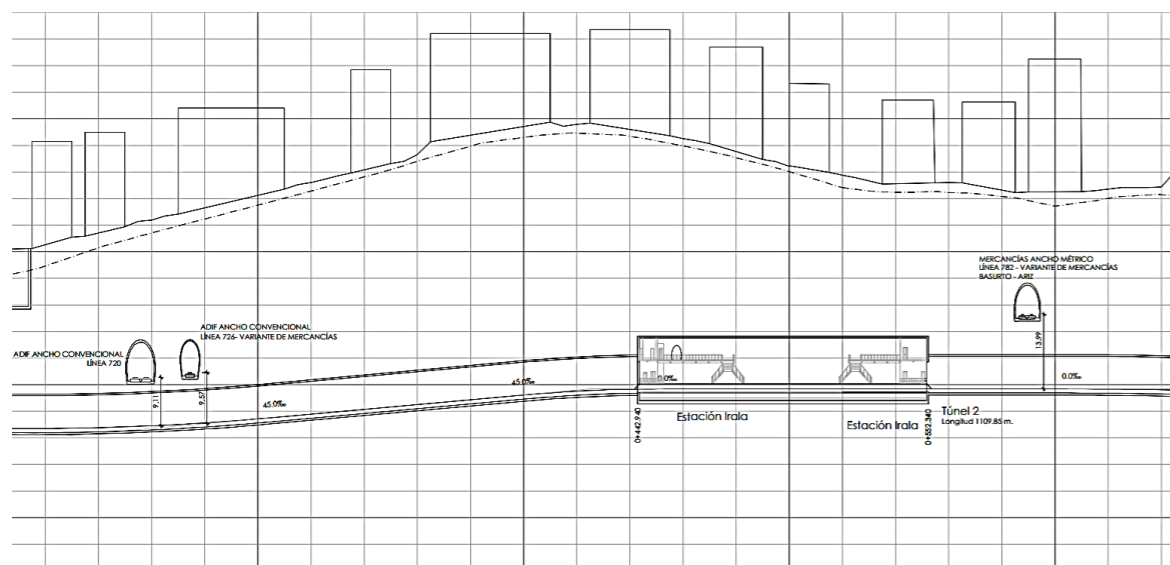 MERCANCÍAS ANCHO MÉTRICO
LÍNEA 782 - VARIANTE DE MERCANCÍAS
BASURTO - ARIZ
ADIF ANCHO CONVENCIONAL
LÍNEA 726- VARIANTE DE MERCANCÍAS
ADIF ANCHO CONVENCIONAL
LÍNEA 720
13,99
9,11
9,57
45.0‰
45.0‰
0.0‰
0.0‰
0+442.940
Estación Irala
Estación Irala
0+552.340
Túnel 2
Longitud 1109.85 m.